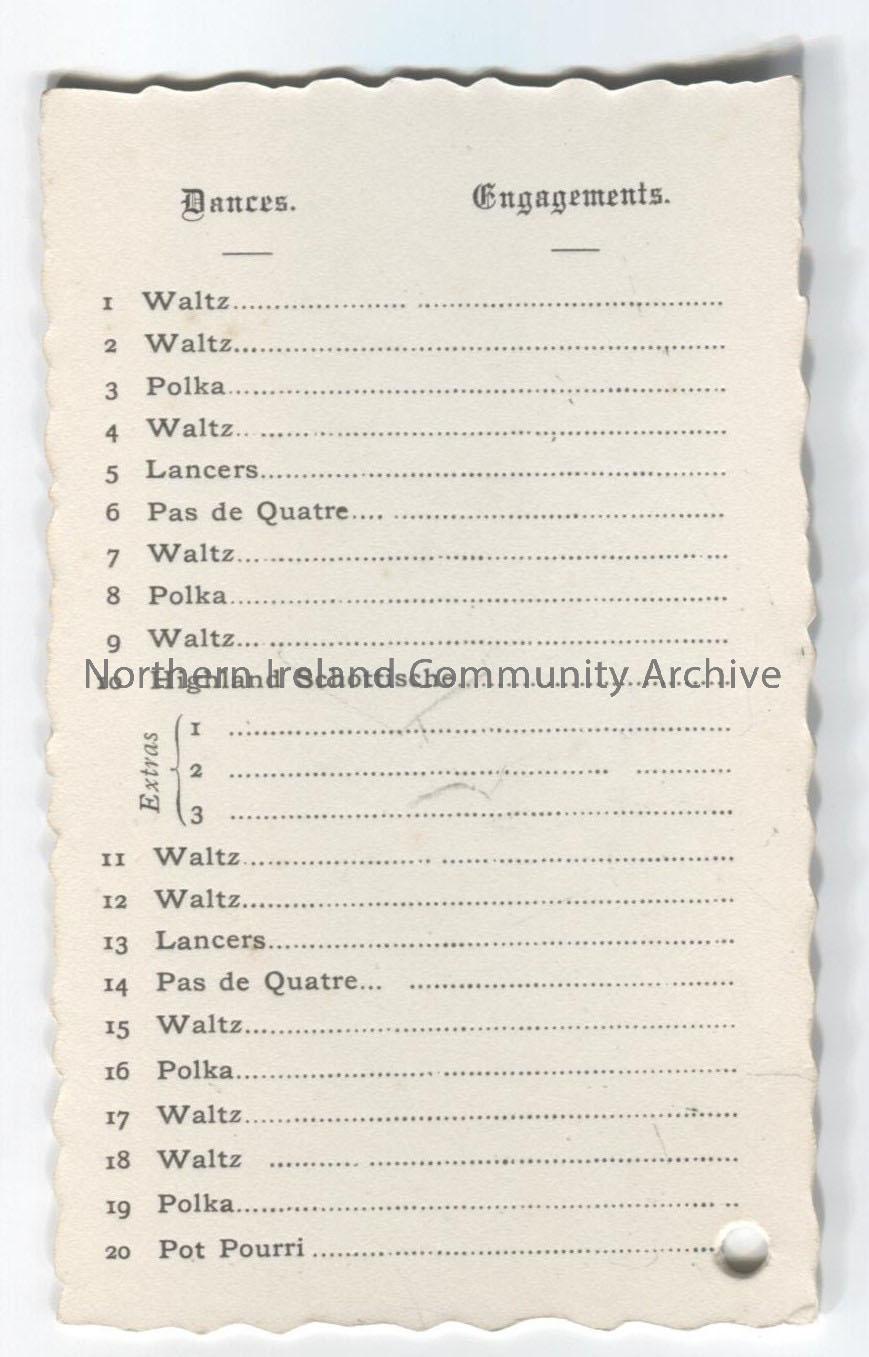 Dances. Engagements.
1 Waltz
2 Waltz
3 Polka
4 Waltz
5 Lancers
6 Pas de Quatre
7 Waltz
8 Polka
9 Waltz
10 Highland Schottische
Northern Ireland Community Archive
Extras
1
2
3
11 Waltz
12 Waltz
13 Lancers
14 Pas de Quatre
15 Waltz
16 Polka
17 Waltz
18 Waltz
19 Polka
20 Pot Pourri